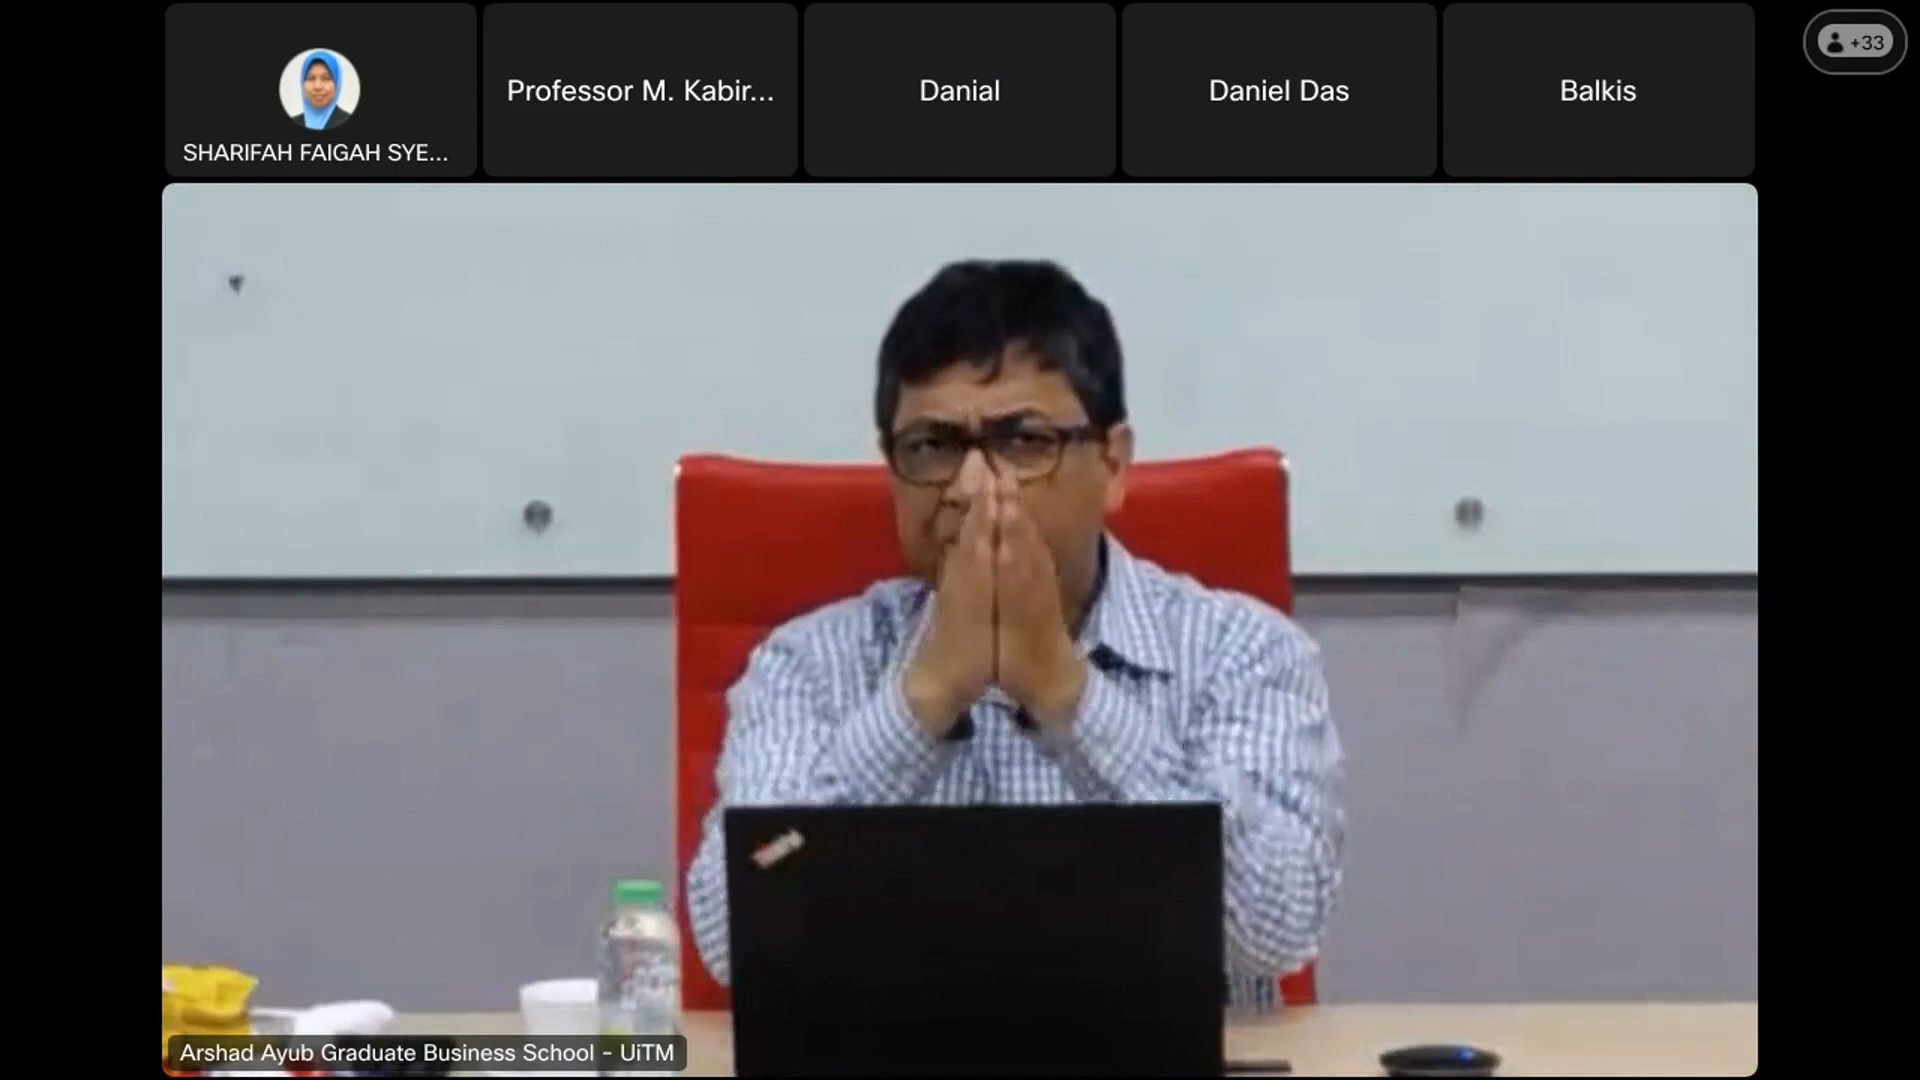 SHARIFAH FAIGAH SYE...
Professor M. Kabir...
Danial
Daniel Das
Balkis
+33
Arshad Ayub Graduate Business School - UiTM